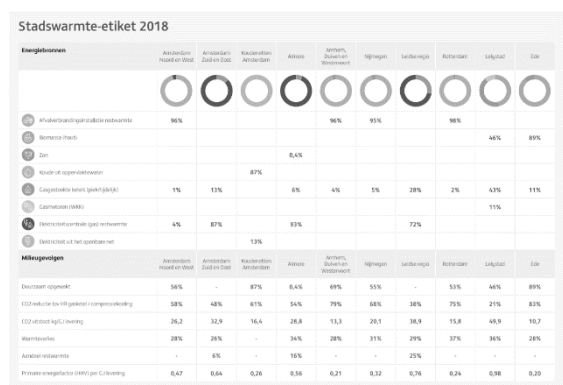 Stadswarmte-etiket 2018
Energiebronnen Amsterdam Noord en West Amsterdam Zuid en Oost Koudenetten Amsterdam Almere Arnhem, Duiven en Westervoort Nijmegen Leidse regio Rotterdam Lelystad Ede
Afvalverbrandingsinstallatie restwarmte 96% 96% 95% 98%
Biomassa (hout) 46% 89%
Zon 0,4%
Koude uit oppervlaktewater 87%
Gasgestookte ketels (piek/tijdelijk) 1% 13% 6% 4% 5% 28% 2% 43% 11%
Gasmotoren (WKK) 11%
Elektriciteitscentrale (gas) restwarmte 4% 87% 93% 72%
Elektriciteit uit het openbare net 13%
Milieugevolgen Amsterdam Noord en West Amsterdam Zuid en Oost Koudenetten Amsterdam Almere Arnhem, Duiven en Westervoort Nijmegen Leidse regio Rotterdam Lelystad Ede
Duurzaam opgewekt 56% - 87% 0,4% 69% 55% - 53% 46% 89%
CO2-reductie tov HR gasketel / compressiekoeling 58% 48% 61% 54% 79% 68% 38% 75% 21% 83%
CO2 uitstoot kg/GJ levering 26,2 32,9 16,4 28,8 13,3 20,1 38,9 15,8 49,9 10,7
Warmteverlies 28% 26% - 34% 28% 31% 29% 37% 36% 28%
Aandeel restwarmte - 6% - 16% - - 25% - - -
Primaire energiefactor (HHV) per GJ levering 0,47 0,64 0,26 0,56 0,21 0,32 0,76 0,24 0,98 0,20